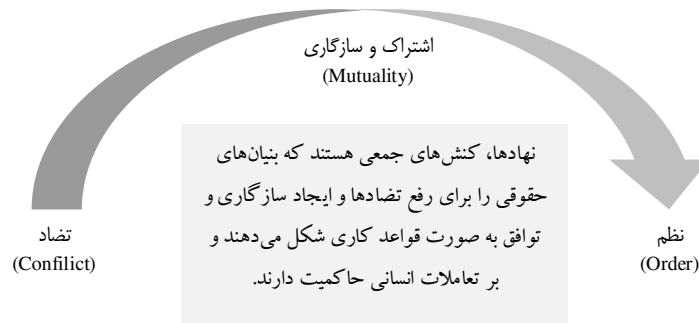 اشتراک و سازگاری
(Mutuality)
نهادها، کنش‌های جمعی هستند که بنیان‌های
حقوقی را برای رفع تضادها و ایجاد سازگاری و
توافق به صورت قواعد کاری شکل می‌دهند و
بر تعاملات انسانی حاکمیت دارند.
تضاد
(Confilict)
نظم
(Order)